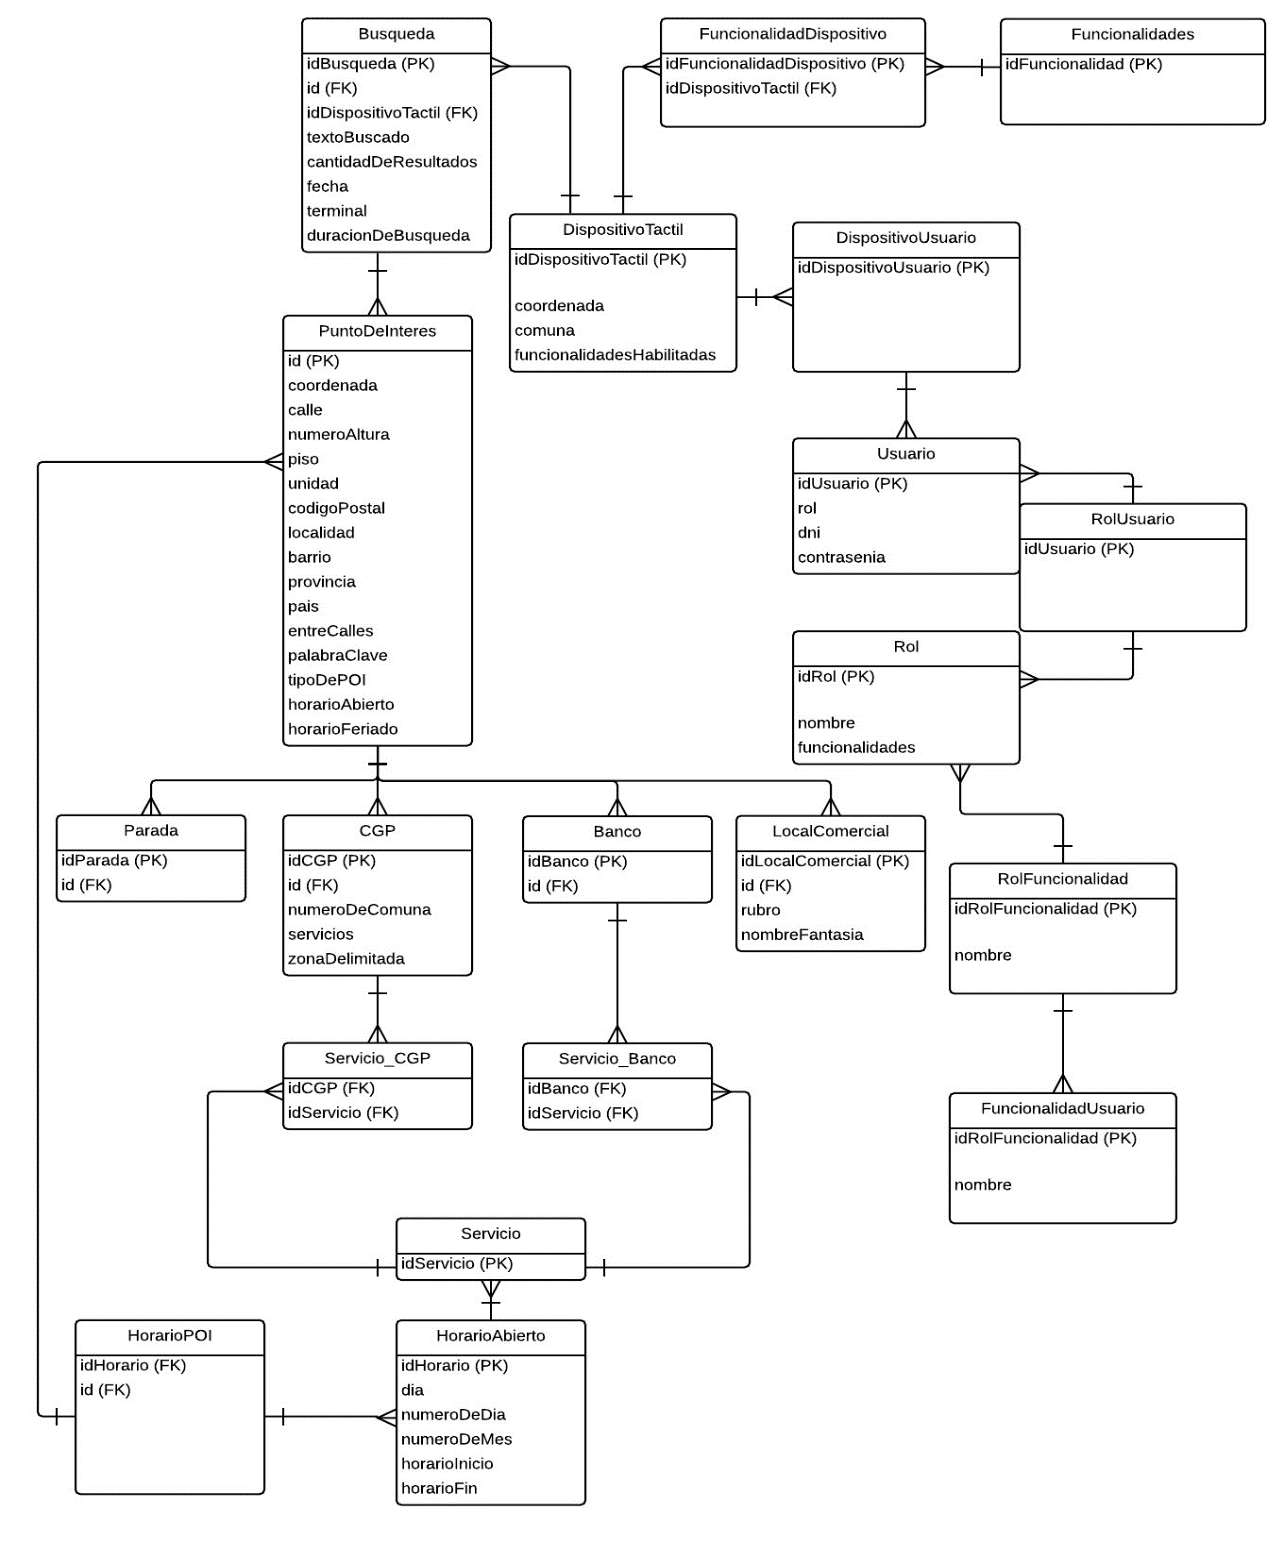 Busqueda
idBusqueda (PK)
id (FK)
idDispositivoTactil (FK)
textoBuscado
cantidadDeResultados
fecha
terminal
duracionDeBusqueda
FuncionalidadDispositivo
idFuncionalidadDispositivo (PK)
idDispositivoTactil (FK)
Funcionalidades
idFuncionalidad (PK)
DispositivoTactil
idDispositivoTactil (PK)
coordenada
comuna
funcionalidadesHabilitadas
DispositivoUsuario
idDispositivoUsuario (PK)
PuntoDeInteres
id (PK)
coordenada
calle
numeroAltura
piso
unidad
codigoPostal
localidad
barrio
provincia
pais
entreCalles
palabraClave
tipoDePOI
horarioAbierto
horarioFeriado
Usuario
idUsuario (PK)
rol
dni
contrasenia
RolUsuario
idUsuario (PK)
Rol
idRol (PK)
nombre
funcionalidades
Parada
idParada (PK)
id (FK)
CGP
idCGP (PK)
id (FK)
numeroDeComuna
servicios
zonaDelimitada
Banco
idBanco (PK)
id (FK)
LocalComercial
idLocalComercial (PK)
id (FK)
rubro
nombreFantasia
RolFuncionalidad
idRolFuncionalidad (PK)
nombre
Servicio_CGP
idCGP (FK)
idServicio (FK)
Servicio_Banco
idBanco (FK)
idServicio (FK)
FuncionalidadUsuario
idRolFuncionalidad (PK)
nombre
Servicio
idServicio (PK)
HorarioPOI
idHorario (FK)
id (FK)
HorarioAbierto
idHorario (PK)
dia
numeroDeDia
numeroDeMes
horarioInicio
horarioFin